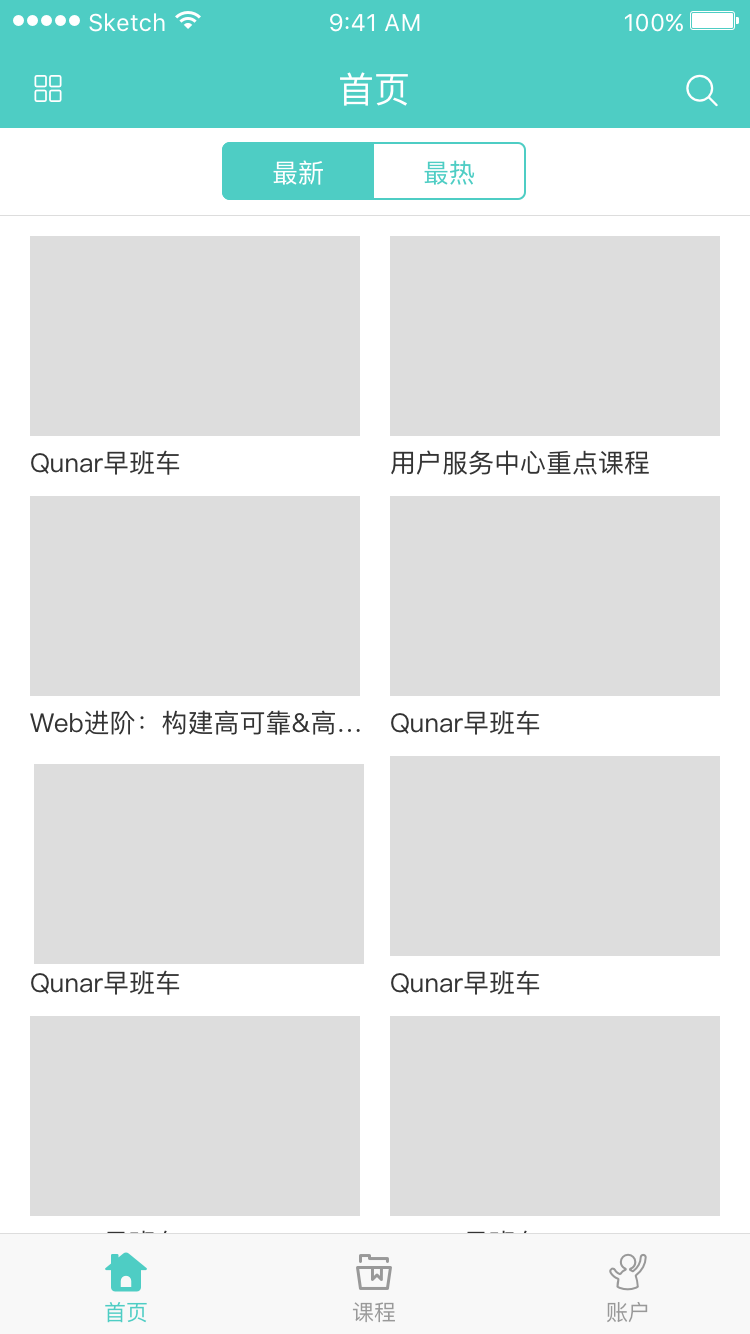 Sketch 9:41 AM 100%
首页
最新 最热
Qunar早班车 用户服务中心重点课程
Web进阶：构建高可靠&高... Qunar早班车
Qunar早班车 Qunar早班车
首页 课程 账户